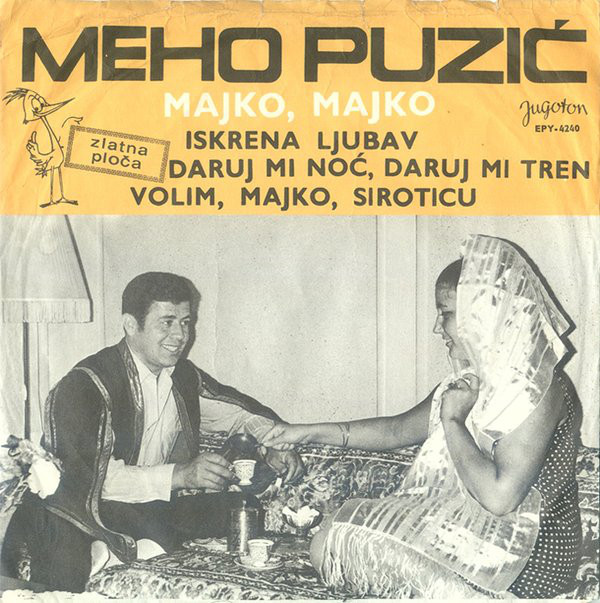 MEHO PUZIĆ
MAJKO, MAJKO
Jugoton
EPY-4240
zlatna
ploča
ISKRENA LJUBAV
DARUJ MI NOĆ, DARUJ MI TREN
VOLIM, MAJKO, SIROTICU